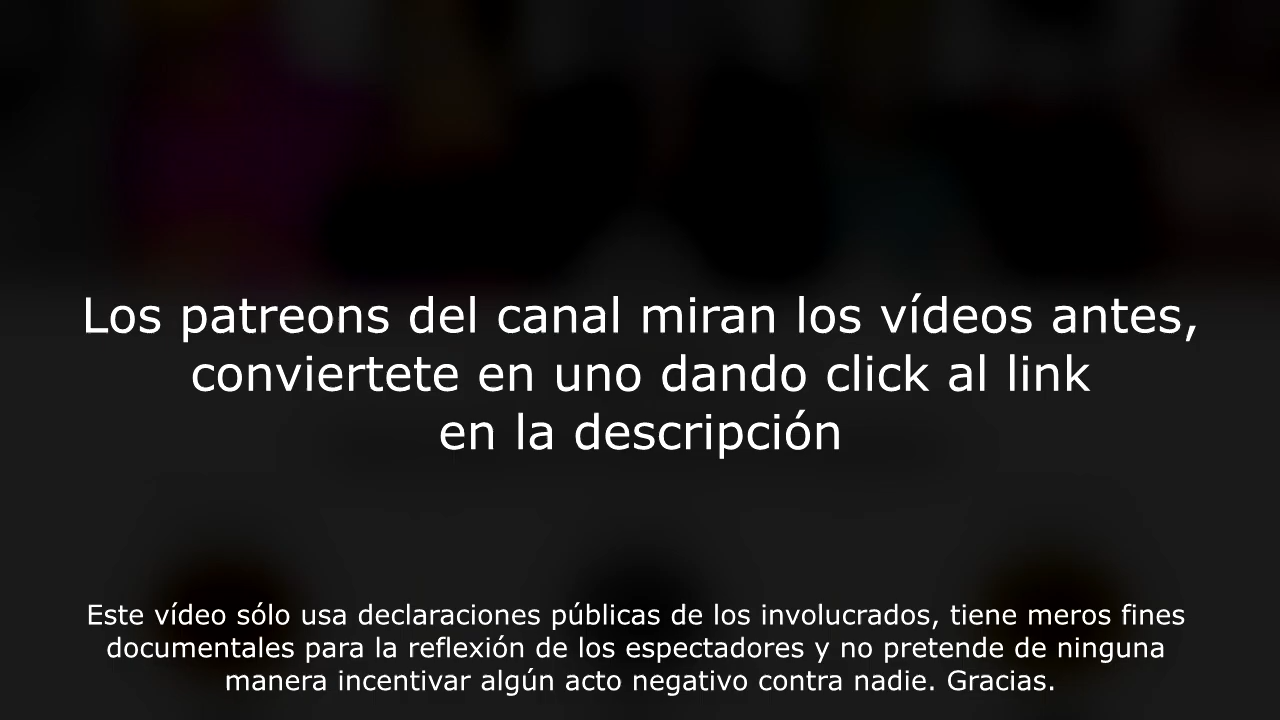 Los patreons del canal miran los vídeos antes,
conviertete en uno dando click al link
en la descripción
Este vídeo sólo usa declaraciones públicas de los involucrados, tiene meros fines
documentales para la reflexión de los espectadores y no pretende de ninguna
manera incentivar algún acto negativo contra nadie. Gracias.